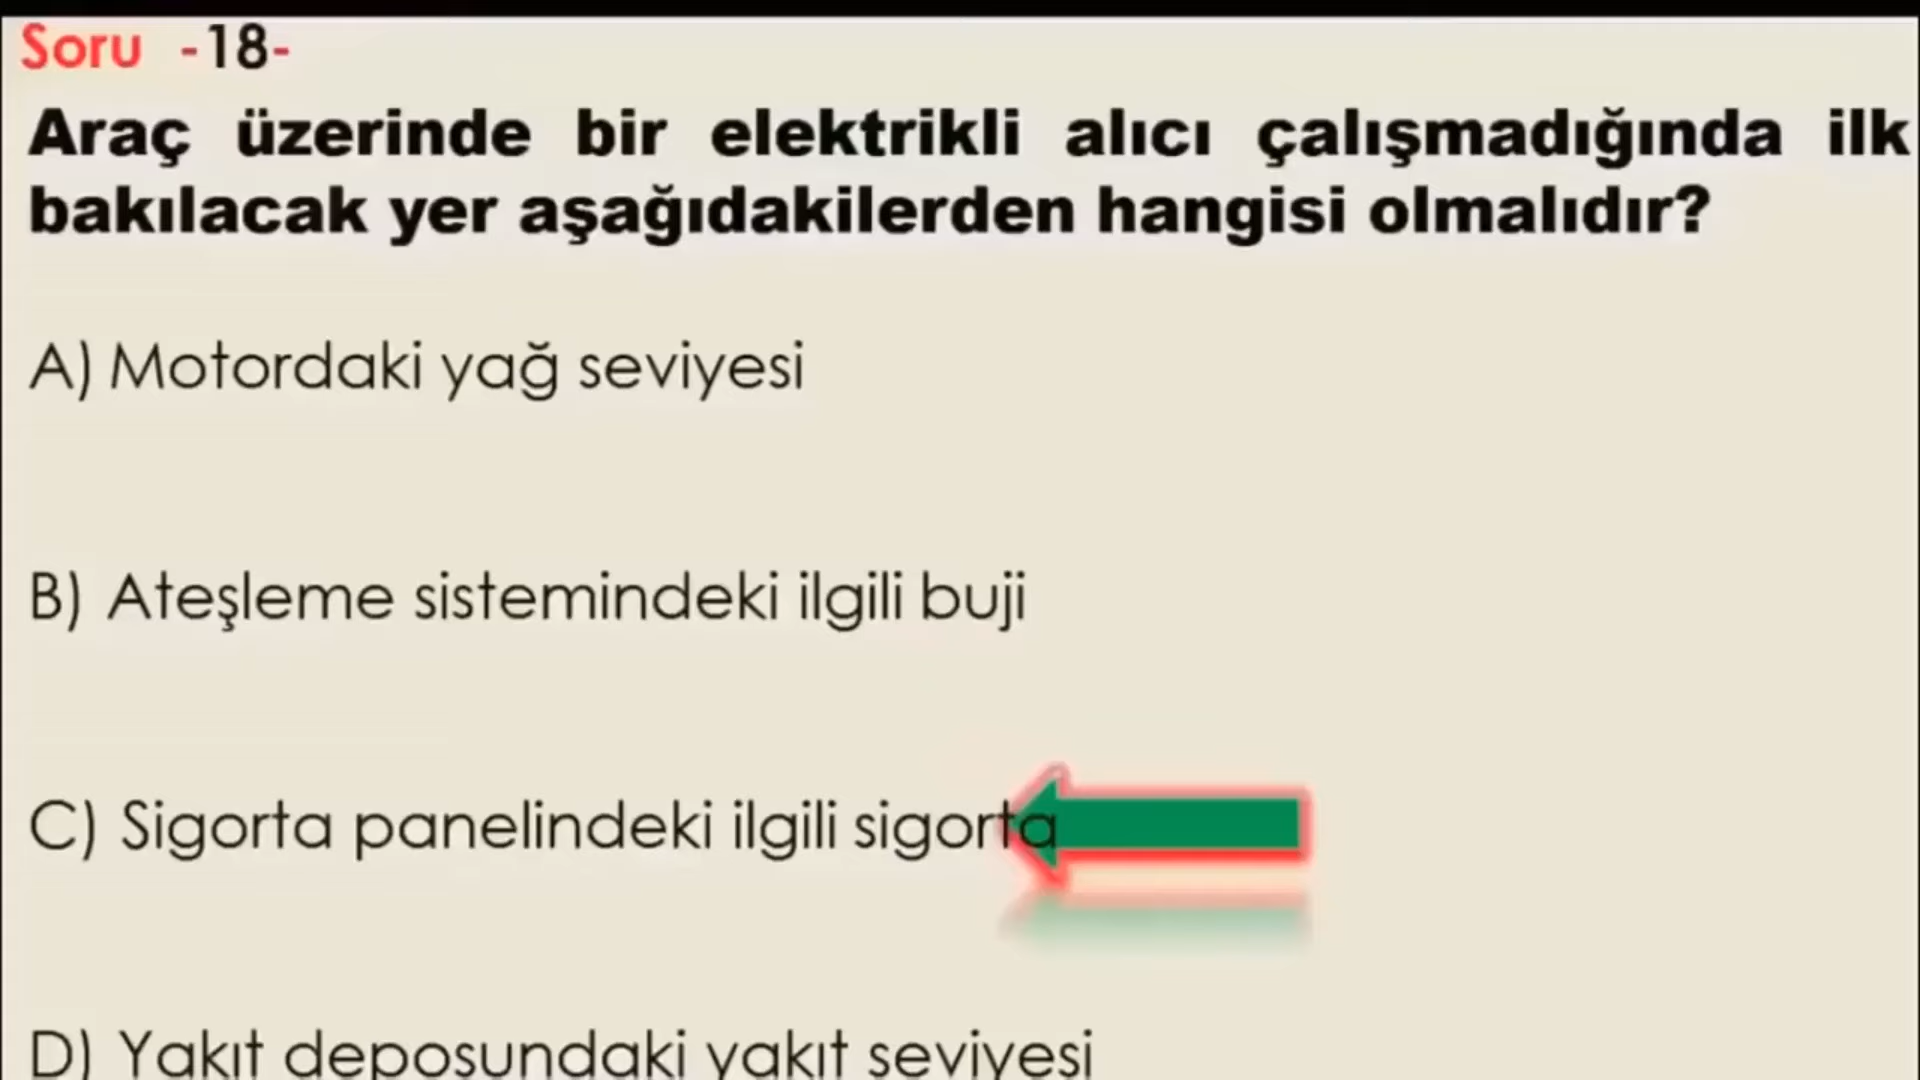 Soru -18-
Araç üzerinde bir elektrikli alıcı çalışmadığında ilk
bakılacak yer aşağıdakilerden hangisi olmalıdır?
A) Motordaki yağ seviyesi
B) Ateşleme sistemindeki ilgili buji
C) Sigorta panelindeki ilgili sigorta
D) Yakıt deposundaki yakıt seviyesi